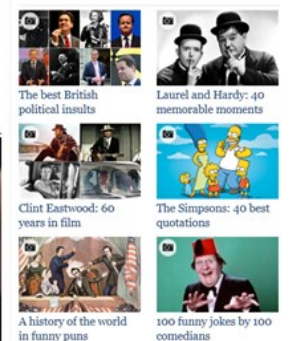 The best British
political insults
Laurel and Hardy: 40
memorable moments
Clint Eastwood: 60
years in film
The Simpsons: 40 best
quotations
A history of the world
in funny puns
100 funny jokes by 100
comedians